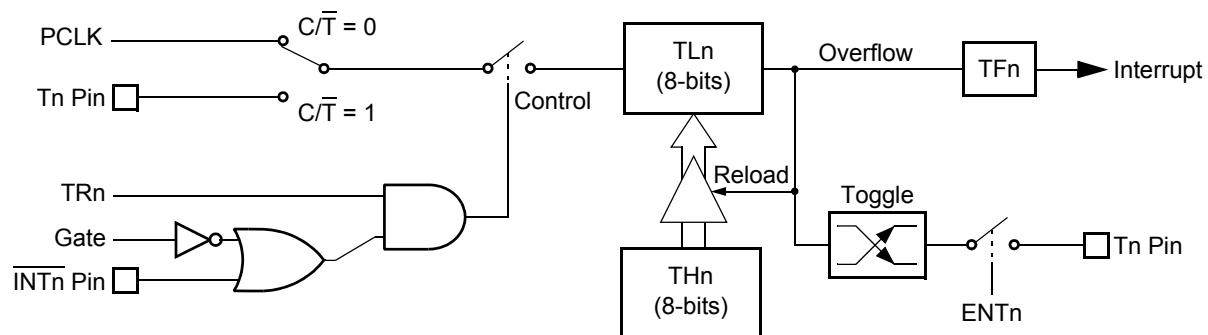 PCLK
C/T̅ = 0
TLn
(8-bits)
Overflow
TFn
Interrupt
Tn Pin
C/T̅ = 1
Control
TRn
Reload
Toggle
Gate
I̅N̅T̅n̅ Pin
THn
(8-bits)
Tn Pin
ENTn